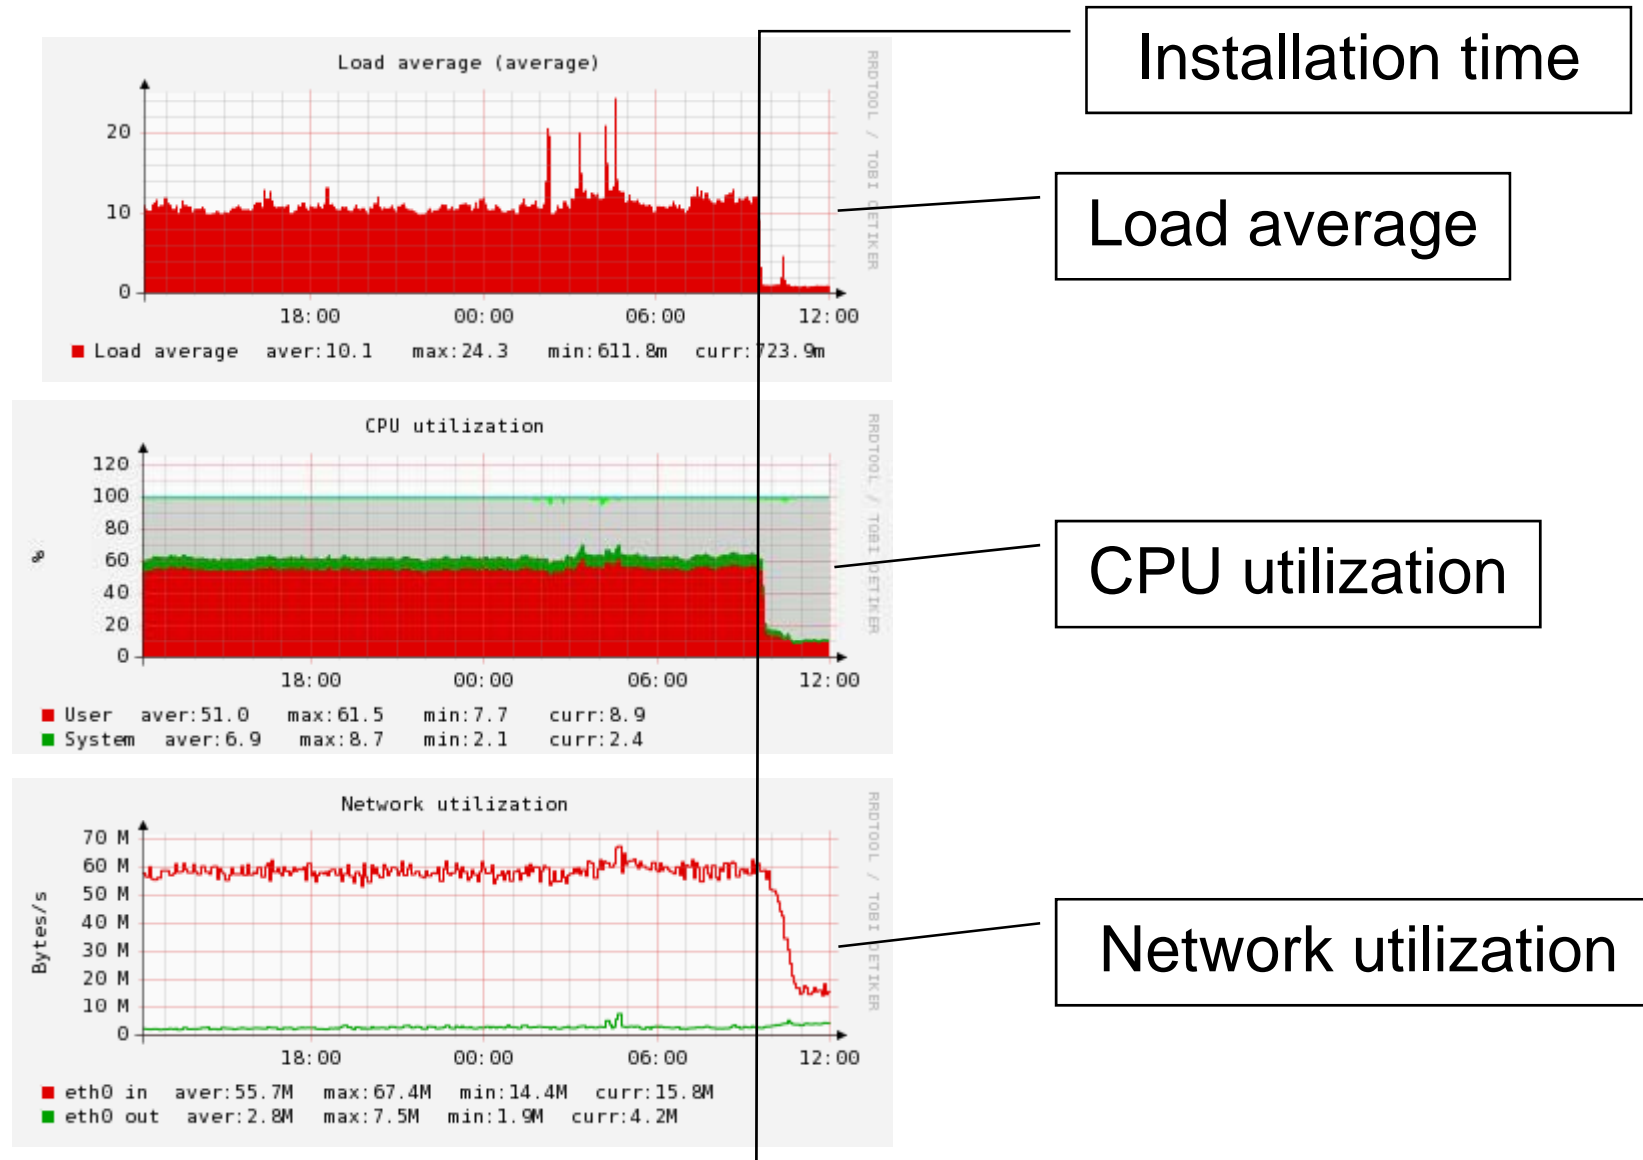 Installation time
Load average (average)
RRDTOOL / TOBI OETIKER
20
10
0
18:00 00:00 06:00 12:00
Load average aver:10.1 max:24.3 min:611.8m curr:723.9m
Load average
CPU utilization
RRDTOOL / TOBI OETIKER
%
120
100
80
60
40
20
0
18:00 00:00 06:00 12:00
User aver:51.0 max:61.5 min:7.7 curr:8.9
System aver:6.9 max:8.7 min:2.1 curr:2.4
CPU utilization
Network utilization
RRDTOOL / TOBI OETIKER
Bytes/s
70 M
60 M
50 M
40 M
30 M
20 M
10 M
0
18:00 00:00 06:00 12:00
eth0 in aver:55.7M max:67.4M min:14.4M curr:15.8M
eth0 out aver:2.8M max:7.5M min:1.9M curr:4.2M
Network utilization